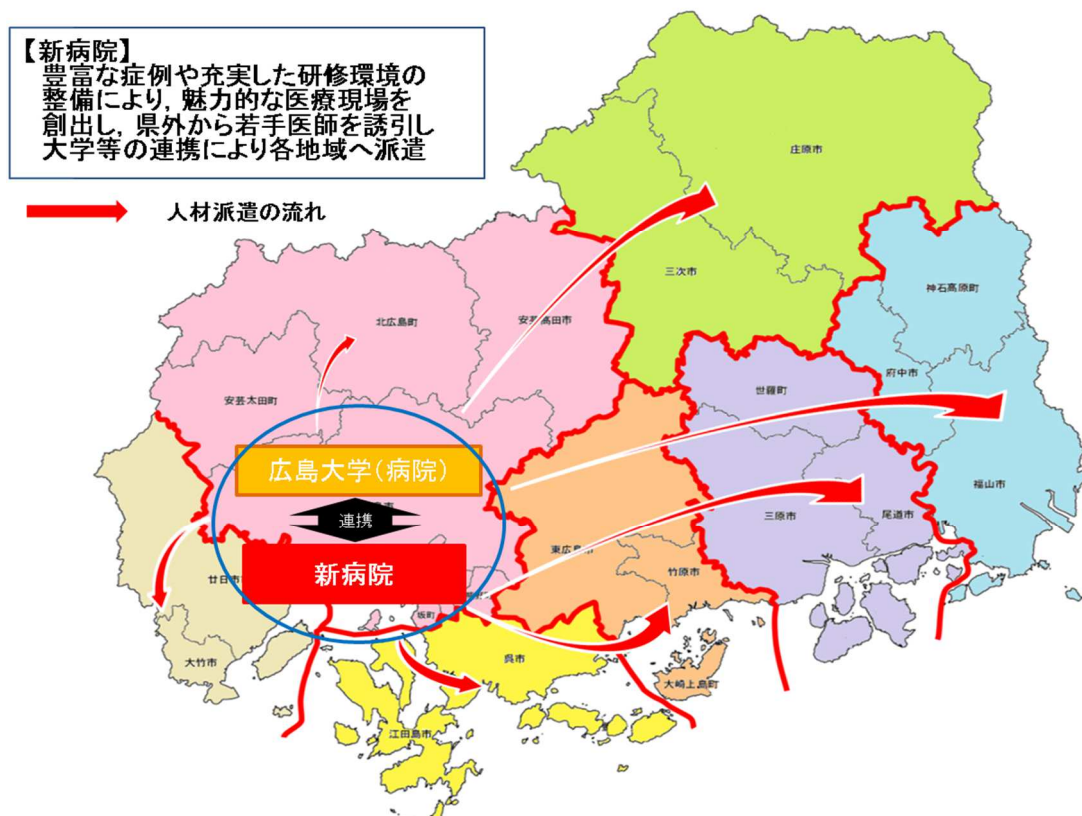 【新病院】
豊富な症例や充実した研修環境の
整備により，魅力的な医療現場を
創出し，県外から若手医師を誘引し
大学等の連携により各地域へ派遣
人材派遣の流れ
庄原市
三次市
神石高原町
北広島町
安芸高田市
府中市
世羅町
安芸太田町
広島大学（病院）
福山市
連携
三原市
尾道市
東広島市
竹原市
新病院
廿日市
坂町
大竹市
呉市
大崎上島町
江田島市